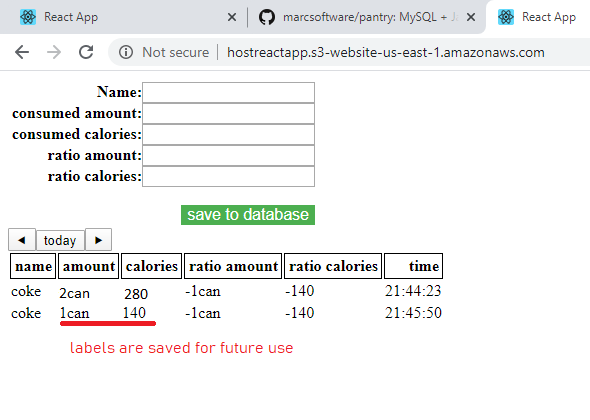 React App
marcsoftware/pantry: MySQL + J
React App
Not secure | hostreactapp.s3-website-us-east-1.amazonaws.com
Name:
consumed amount:
consumed calories:
ratio amount:
ratio calories:
save to database
◄ today ►
name amount calories ratio amount ratio calories time
coke 2can 280 -1can -140 21:44:23
coke 1can 140 -1can -140 21:45:50
labels are saved for future use